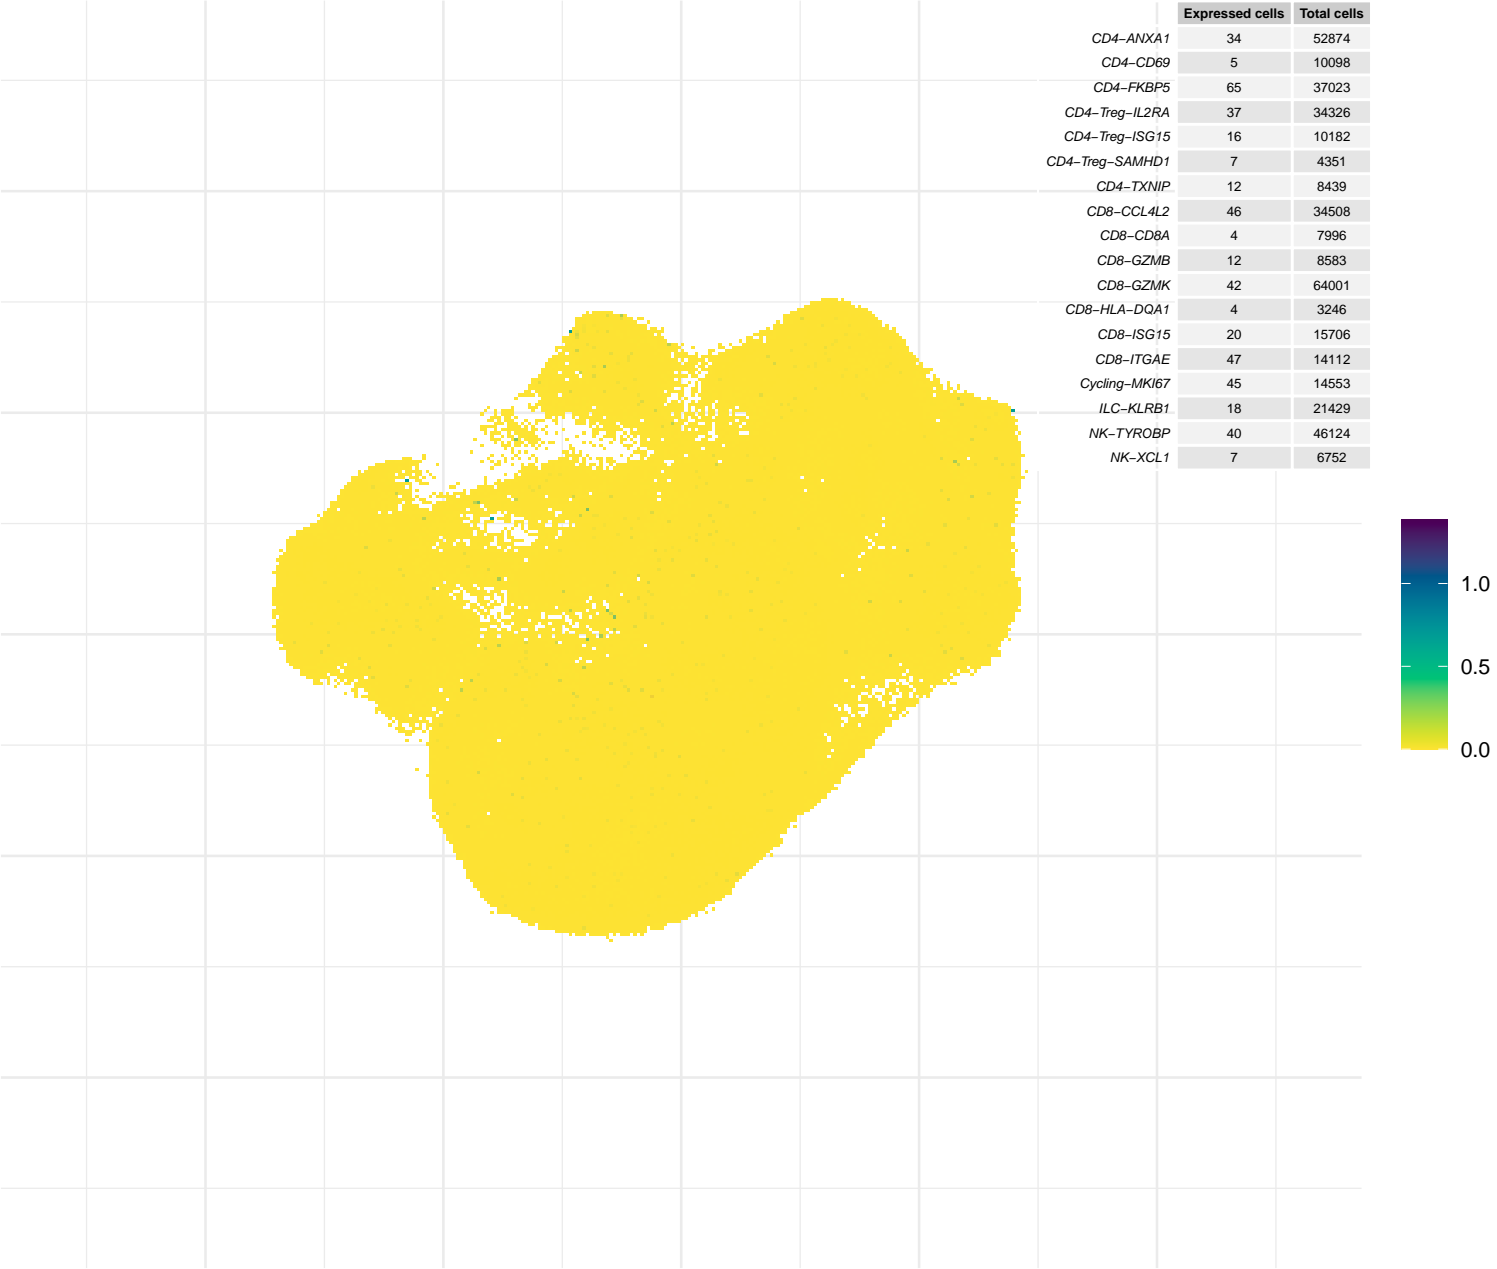 Expressed cells Total cells
CD4−ANXA1 34 52874
CD4−CD69 5 10098
CD4−FKBP5 65 37023
CD4−Treg−IL2RA 37 34326
CD4−Treg−ISG15 16 10182
CD4−Treg−SAMHD1 7 4351
CD4−TXNIP 12 8439
CD8−CCL4L2 46 34508
CD8−CD8A 4 7996
CD8−GZMB 12 8583
CD8−GZMK 42 64001
CD8−HLA−DQA1 4 3246
CD8−ISG15 20 15706
CD8−ITGAE 47 14112
Cycling−MKI67 45 14553
ILC−KLRB1 18 21429
NK−TYROBP 40 46124
NK−XCL1 7 6752
1.0
0.5
0.0